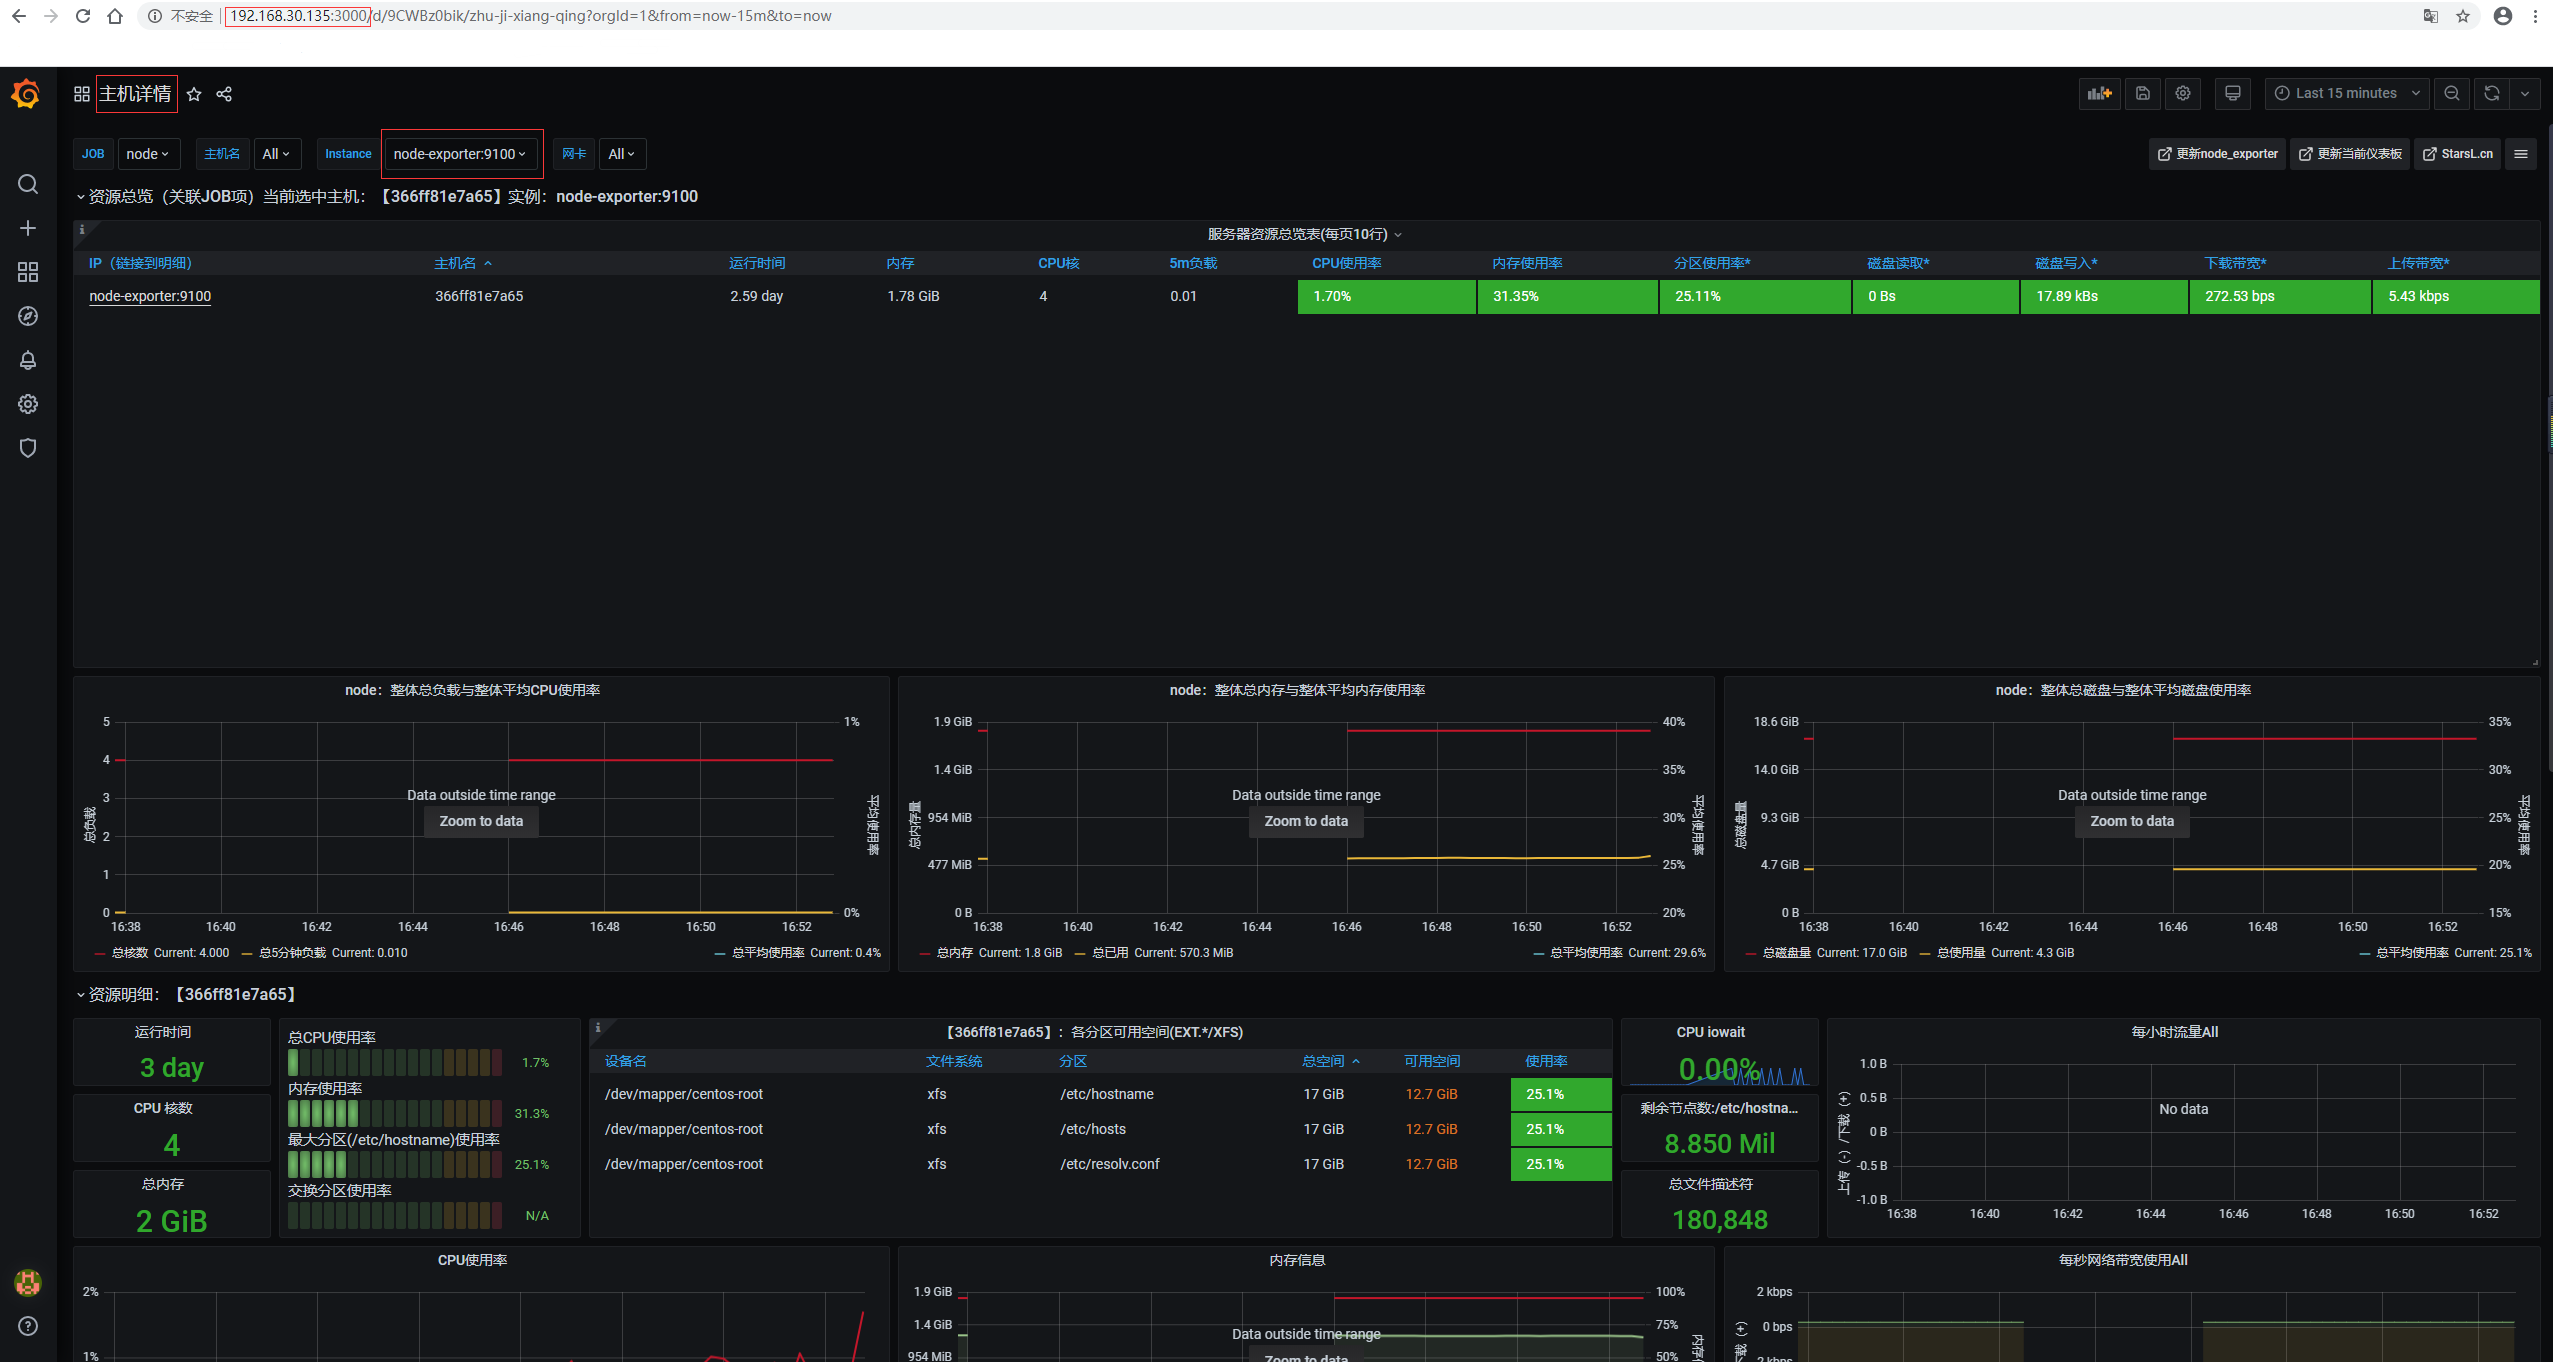 不安全 192.168.30.135:3000/d/9CWBz0bik/zhu-ji-xiang-qing?orgId=1&from=now-15m&to=now
主机详情
Last 15 minutes
JOB node 主机名 All Instance node-exporter:9100 网卡 All
更新node_exporter 更新当前仪表板 StarsL.cn
资源总览（关联JOB项）当前选中主机：【366ff81e7a65】实例：node-exporter:9100
服务器资源总览表(每页10行)
IP（链接到明细） 主机名 运行时间 内存 CPU核 5m负载 CPU使用率 内存使用率 分区使用率* 磁盘读取* 磁盘写入* 下载带宽* 上传带宽*
node-exporter:9100 366ff81e7a65 2.59 day 1.78 GiB 4 0.01 1.70% 31.35% 25.11% 0 Bs 17.89 kBs 272.53 bps 5.43 kbps
node：整体总负载与整体平均CPU使用率
5
4
3
2
1
0
1%
0%
总负载
平均使用率
Data outside time range
Zoom to data
16:38 16:40 16:42 16:44 16:46 16:48 16:50 16:52
总核数 Current: 4.000 总5分钟负载 Current: 0.010 总平均使用率 Current: 0.4%
node：整体总内存与整体平均内存使用率
1.9 GiB
1.4 GiB
954 MiB
477 MiB
0 B
40%
35%
30%
25%
20%
总内存量
平均使用率
Data outside time range
Zoom to data
16:38 16:40 16:42 16:44 16:46 16:48 16:50 16:52
总内存 Current: 1.8 GiB 总已用 Current: 570.3 MiB 总平均使用率 Current: 29.6%
node：整体总磁盘与整体平均磁盘使用率
18.6 GiB
14.0 GiB
9.3 GiB
4.7 GiB
0 B
35%
30%
25%
20%
15%
总磁盘量
平均使用率
Data outside time range
Zoom to data
16:38 16:40 16:42 16:44 16:46 16:48 16:50 16:52
总磁盘量 Current: 17.0 GiB 总使用量 Current: 4.3 GiB 总平均使用率 Current: 25.1%
资源明细：【366ff81e7a65】
运行时间
3 day
CPU 核数
4
总内存
2 GiB
总CPU使用率
1.7%
内存使用率
31.3%
最大分区(/etc/hostname)使用率
25.1%
交换分区使用率
N/A
【366ff81e7a65】：各分区可用空间(EXT.*/XFS)
设备名 文件系统 分区 总空间 可用空间 使用率
/dev/mapper/centos-root xfs /etc/hostname 17 GiB 12.7 GiB 25.1%
/dev/mapper/centos-root xfs /etc/hosts 17 GiB 12.7 GiB 25.1%
/dev/mapper/centos-root xfs /etc/resolv.conf 17 GiB 12.7 GiB 25.1%
CPU iowait
0.00%
剩余节点数:/etc/hostna...
8.850 Mil
总文件描述符
180,848
每小时流量All
1.0 B
0.5 B
0 B
-0.5 B
-1.0 B
上传（-）/下载（+）
No data
16:38 16:40 16:42 16:44 16:46 16:48 16:50 16:52
CPU使用率
2%
1%
内存信息
1.9 GiB
1.4 GiB
954 MiB
100%
75%
50%
Data outside time range
Zoom to data
每秒网络带宽使用All
2 kbps
0 bps